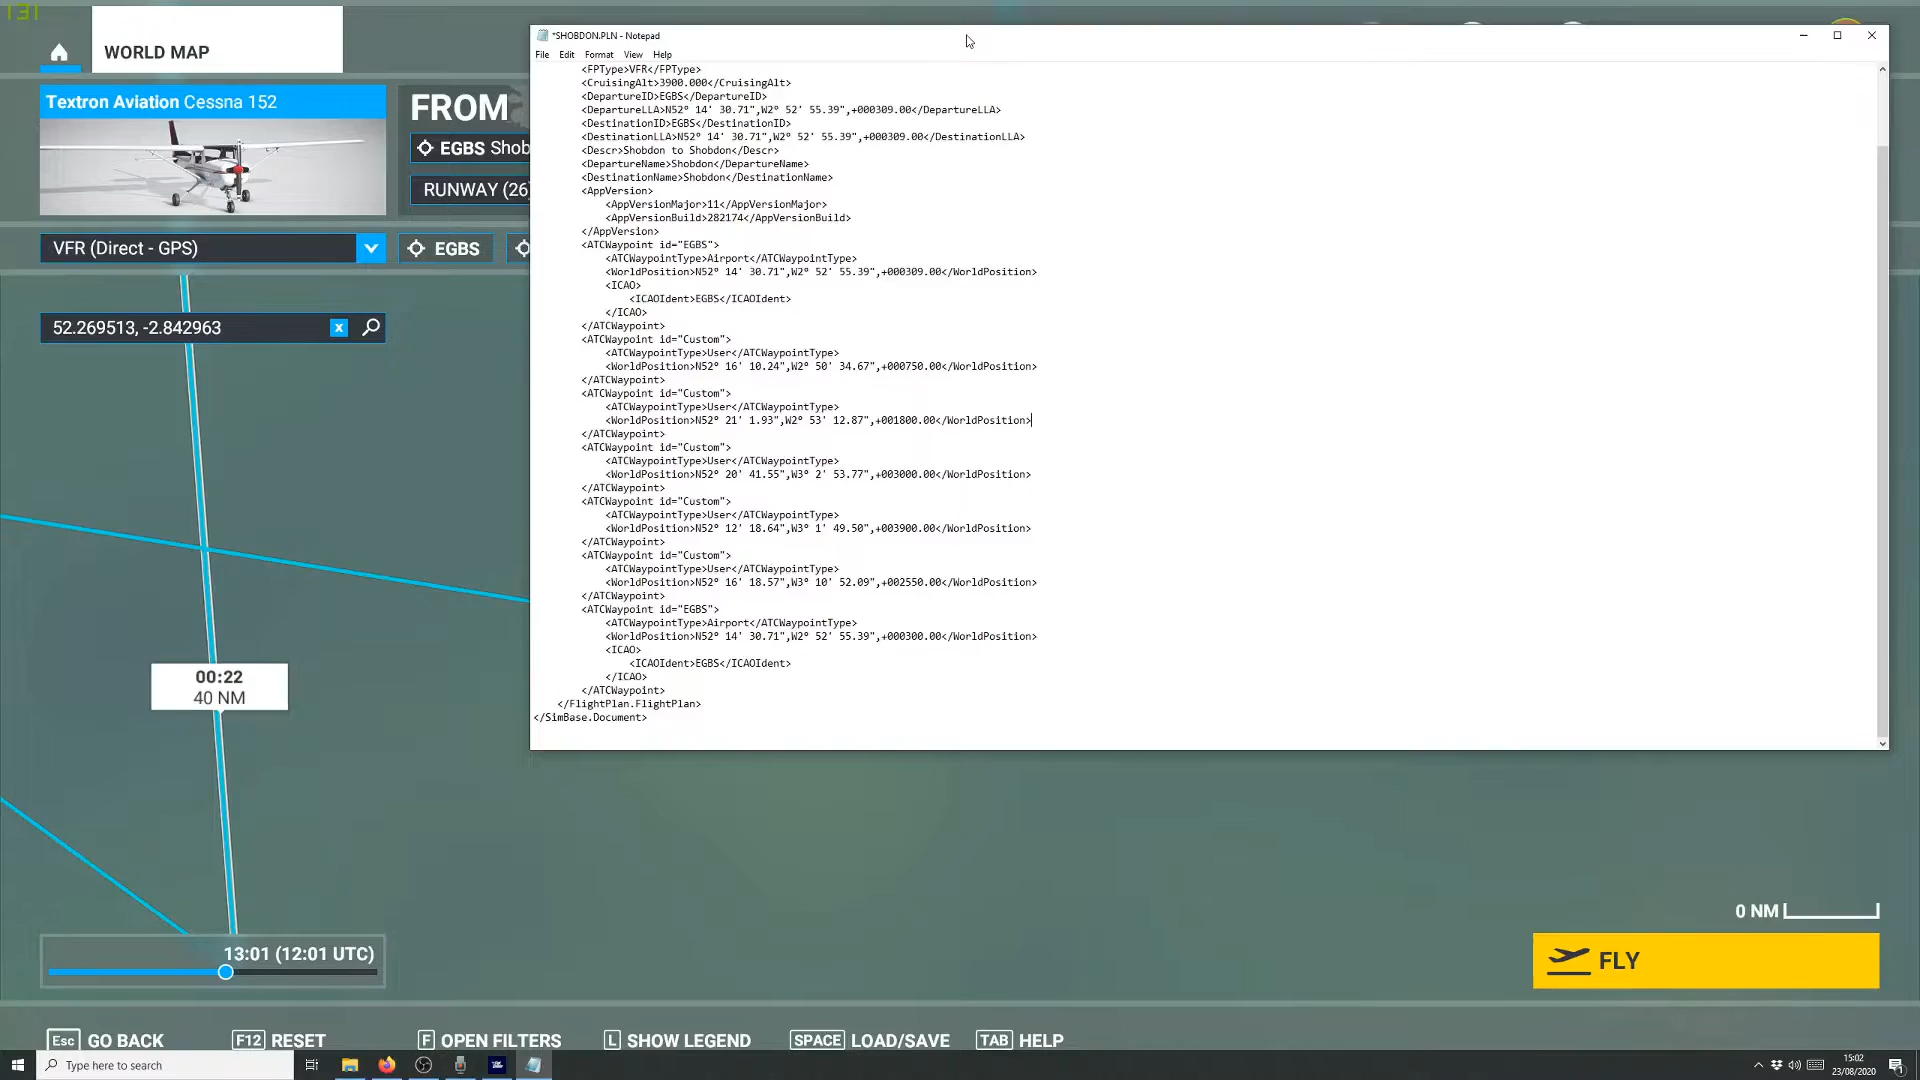 131
WORLD MAP
Textron Aviation Cessna 152
FROM
EGBS Shob
RUNWAY (26)
VFR (Direct - GPS)
EGBS
52.269513, -2.842963 x
00:22
40 NM
13:01 (12:01 UTC)
*SHOBDON.PLN - Notepad
File Edit Format View Help
<FPType>VFR</FPType>
<CruisingAlt>3900.000</CruisingAlt>
<DepartureID>EGBS</DepartureID>
<DepartureLLA>N52° 14' 30.71",W2° 52' 55.39",+000309.00</DepartureLLA>
<DestinationID>EGBS</DestinationID>
<DestinationLLA>N52° 14' 30.71",W2° 52' 55.39",+000309.00</DestinationLLA>
<Descr>Shobdon to Shobdon</Descr>
<DepartureName>Shobdon</DepartureName>
<DestinationName>Shobdon</DestinationName>
<AppVersion>
<AppVersionMajor>11</AppVersionMajor>
<AppVersionBuild>282174</AppVersionBuild>
</AppVersion>
<ATCWaypoint id="EGBS">
<ATCWaypointType>Airport</ATCWaypointType>
<WorldPosition>N52° 14' 30.71",W2° 52' 55.39",+000309.00</WorldPosition>
<ICAO>
<ICAOIdent>EGBS</ICAOIdent>
</ICAO>
</ATCWaypoint>
<ATCWaypoint id="Custom">
<ATCWaypointType>User</ATCWaypointType>
<WorldPosition>N52° 16' 10.24",W2° 50' 34.67",+000750.00</WorldPosition>
</ATCWaypoint>
<ATCWaypoint id="Custom">
<ATCWaypointType>User</ATCWaypointType>
<WorldPosition>N52° 21' 1.93",W2° 53' 12.87",+001800.00</WorldPosition>
</ATCWaypoint>
<ATCWaypoint id="Custom">
<ATCWaypointType>User</ATCWaypointType>
<WorldPosition>N52° 20' 41.55",W3° 2' 53.77",+003000.00</WorldPosition>
</ATCWaypoint>
<ATCWaypoint id="Custom">
<ATCWaypointType>User</ATCWaypointType>
<WorldPosition>N52° 12' 18.64",W3° 1' 49.50",+003900.00</WorldPosition>
</ATCWaypoint>
<ATCWaypoint id="Custom">
<ATCWaypointType>User</ATCWaypointType>
<WorldPosition>N52° 16' 18.57",W3° 10' 52.09",+002550.00</WorldPosition>
</ATCWaypoint>
<ATCWaypoint id="EGBS">
<ATCWaypointType>Airport</ATCWaypointType>
<WorldPosition>N52° 14' 30.71",W2° 52' 55.39",+000300.00</WorldPosition>
<ICAO>
<ICAOIdent>EGBS</ICAOIdent>
</ICAO>
</ATCWaypoint>
</FlightPlan.FlightPlan>
</SimBase.Document>
0 NM
FLY
Esc GO BACK F12 RESET F OPEN FILTERS L SHOW LEGEND SPACE LOAD/SAVE TAB HELP
Type here to search
15:02
23/08/2020